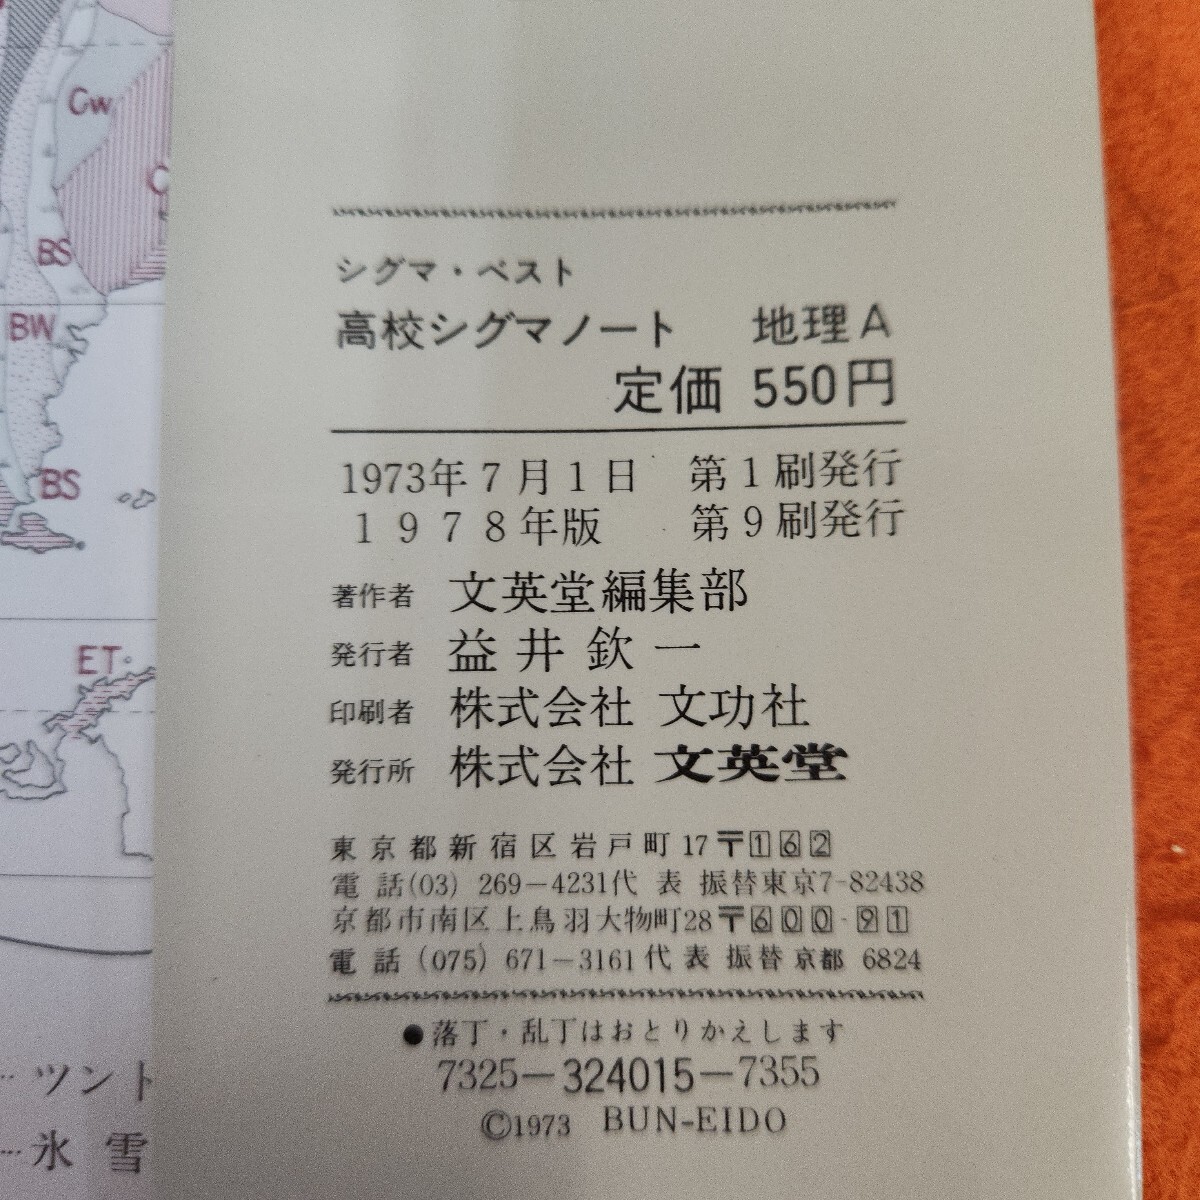 Cw
C
BS
BW
BS
ET
ツント
氷 雪
シグマ・ベスト
高校シグマノート 地理A
定価 550円
1973年7月1日 第1刷発行
1978年版 第9刷発行
著作者 文英堂編集部
発行者 益井欽一
印刷者 株式会社 文功社
発行所 株式会社 文英堂
東京都新宿区岩戸町17〒162
電話(03) 269-4231代表 振替東京7-82438
京都市南区上鳥羽大物町28〒600-91
電話(075) 671-3161代表 振替京都 6824
●落丁・乱丁はおとりかえします
7325-324015-7355
©1973 BUN-EIDO